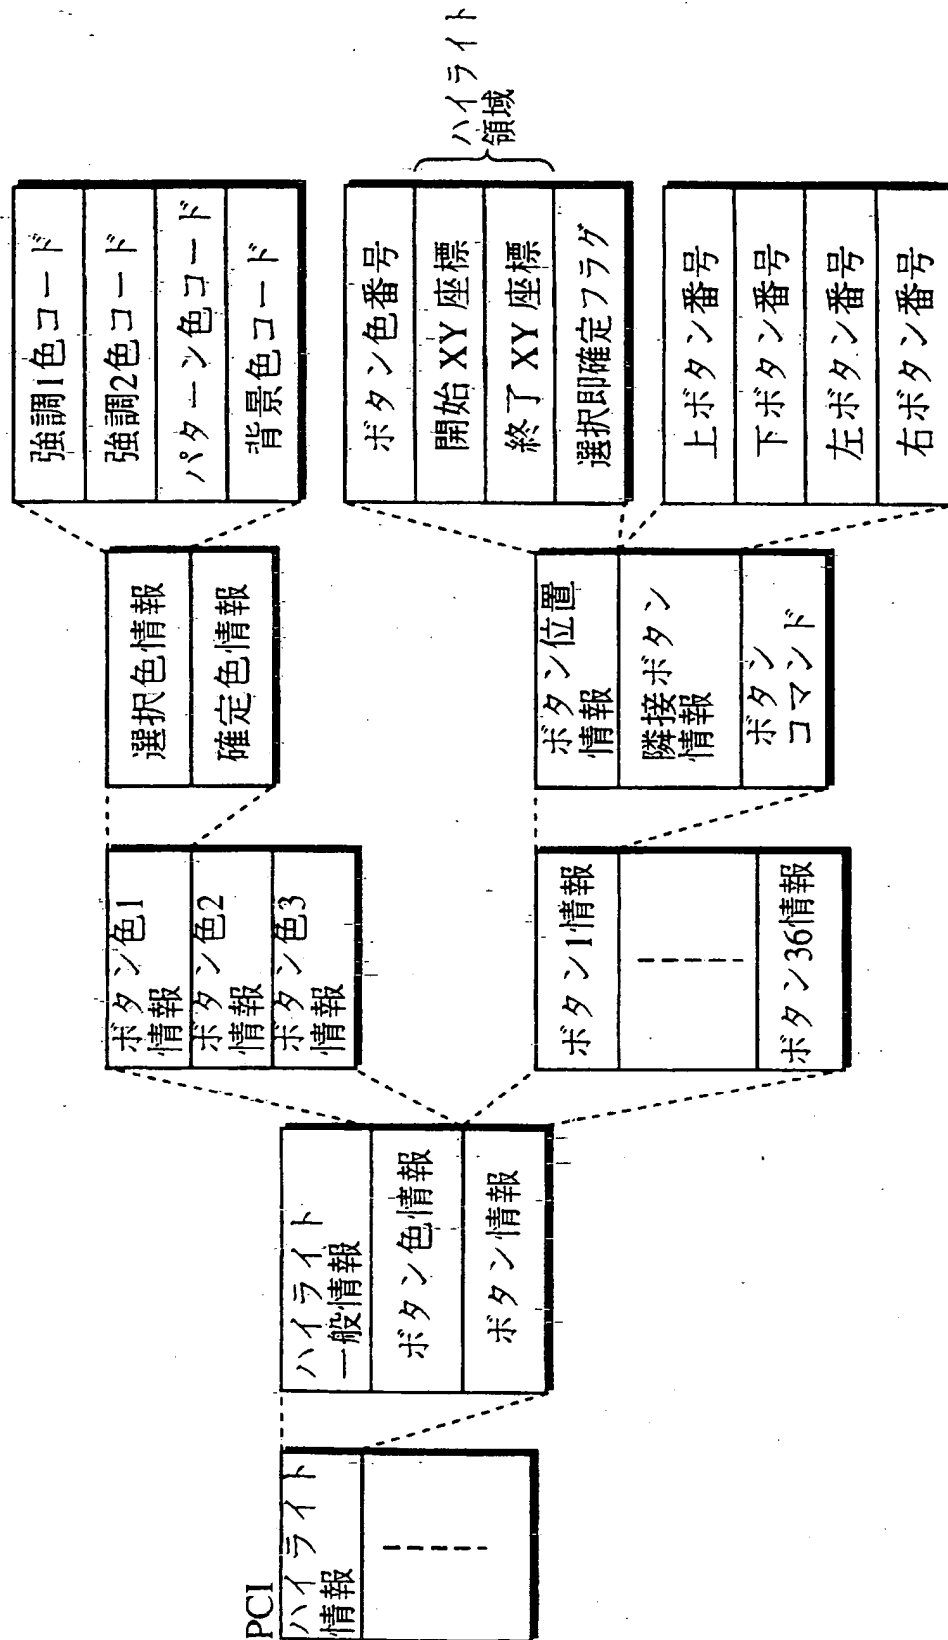 PCI
ハイライト
情報
ハイライト
一般情報
ボタン色情報
ボタン情報
ボタン色1
情報
ボタン色2
情報
ボタン色3
情報
ボタン1情報
ボタン36情報
選択色情報
確定色情報
ボタン位置
情報
隣接ボタン
情報
ボタン
コマンド
強調1色コード
強調2色コード
パターン色コード
背景色コード
ボタン色番号
開始 XY 座標
終了 XY 座標
選択即確定フラグ
ハイライト
領域
上ボタン番号
下ボタン番号
左ボタン番号
右ボタン番号